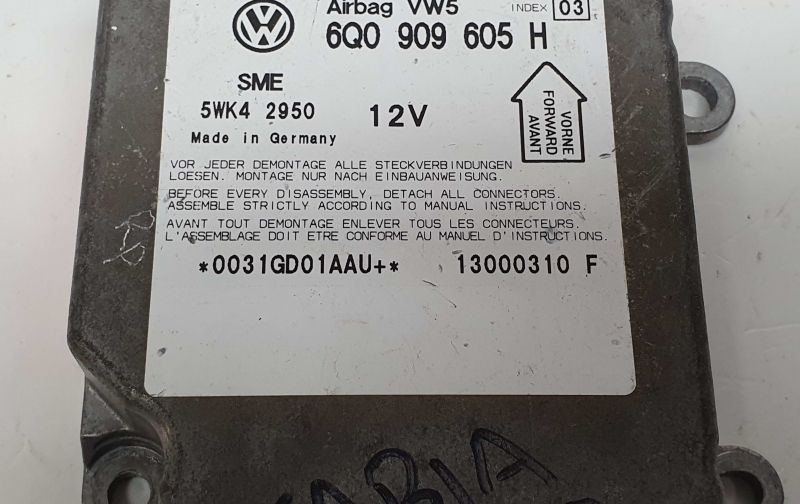 Airbag VW5 INDEX 03
6Q0 909 605 H
SME
5WK4 2950 12V
Made in Germany
VORNE
FORWARD
AVANT
VOR JEDER DEMONTAGE ALLE STECKVERBINDUNGEN
LOESEN. MONTAGE NUR NACH EINBAUANWEISUNG.
BEFORE EVERY DISASSEMBLY, DETACH ALL CONNECTORS.
ASSEMBLE STRICTLY ACCORDING TO MANUAL INSTRUCTIONS.
AVANT TOUT DEMONTAGE ENLEVER TOUS LES CONNECTEURS.
L'ASSEMBLAGE DOIT ETRE CONFORME AU MANUEL D'INSTRUCTIONS.
*0031GD01AAU+* 13000310 F